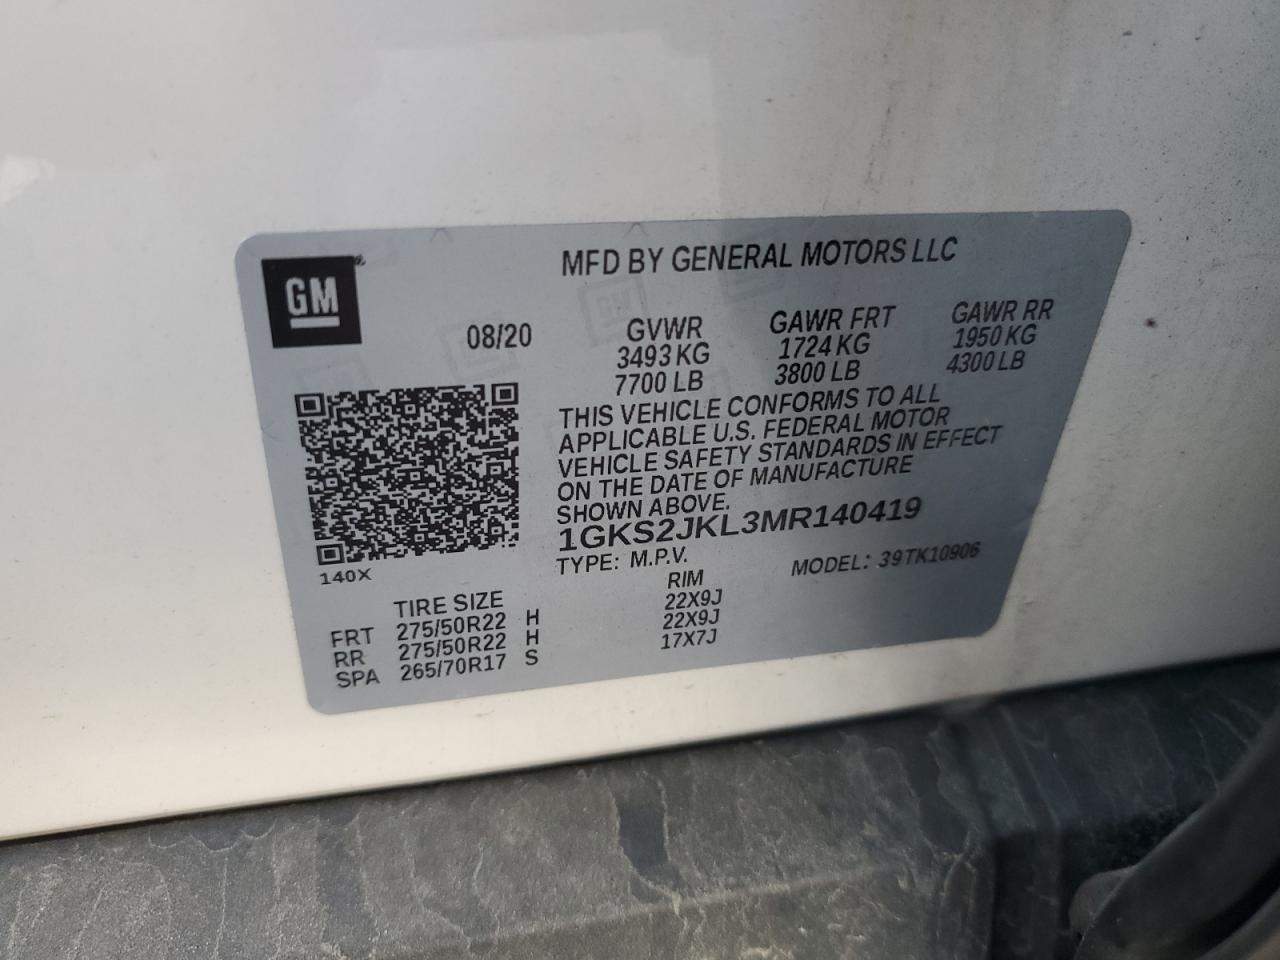 GM
MFD BY GENERAL MOTORS LLC
08/20
GVWR GAWR FRT GAWR RR
3493 KG 1724 KG 1950 KG
7700 LB 3800 LB 4300 LB
THIS VEHICLE CONFORMS TO ALL
APPLICABLE U.S. FEDERAL MOTOR
VEHICLE SAFETY STANDARDS IN EFFECT
ON THE DATE OF MANUFACTURE
SHOWN ABOVE.
1GKS2JKL3MR140419
TYPE: M.P.V. MODEL: 39TK10906
140X
TIRE SIZE RIM
FRT 275/50R22 H 22X9J
RR 275/50R22 H 22X9J
SPA 265/70R17 S 17X7J